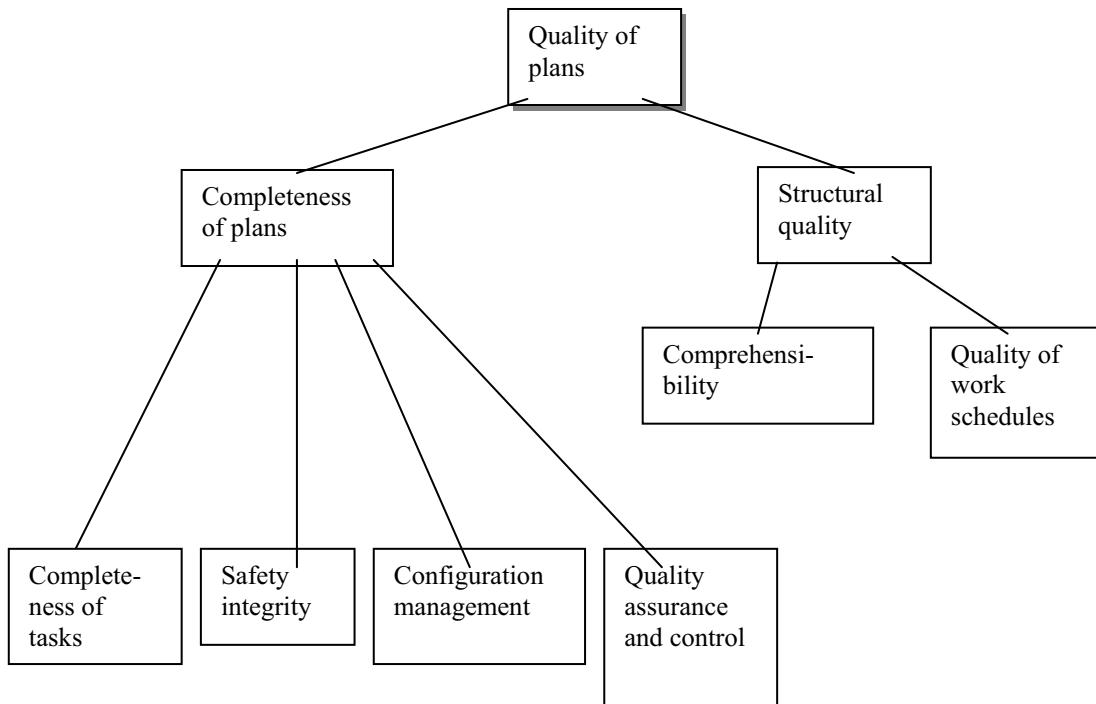 Quality of
plans
Completeness
of plans
Structural
quality
Comprehensi-
bility
Quality of
work
schedules
Complete-
ness of
tasks
Safety
integrity
Configuration
management
Quality
assurance
and control